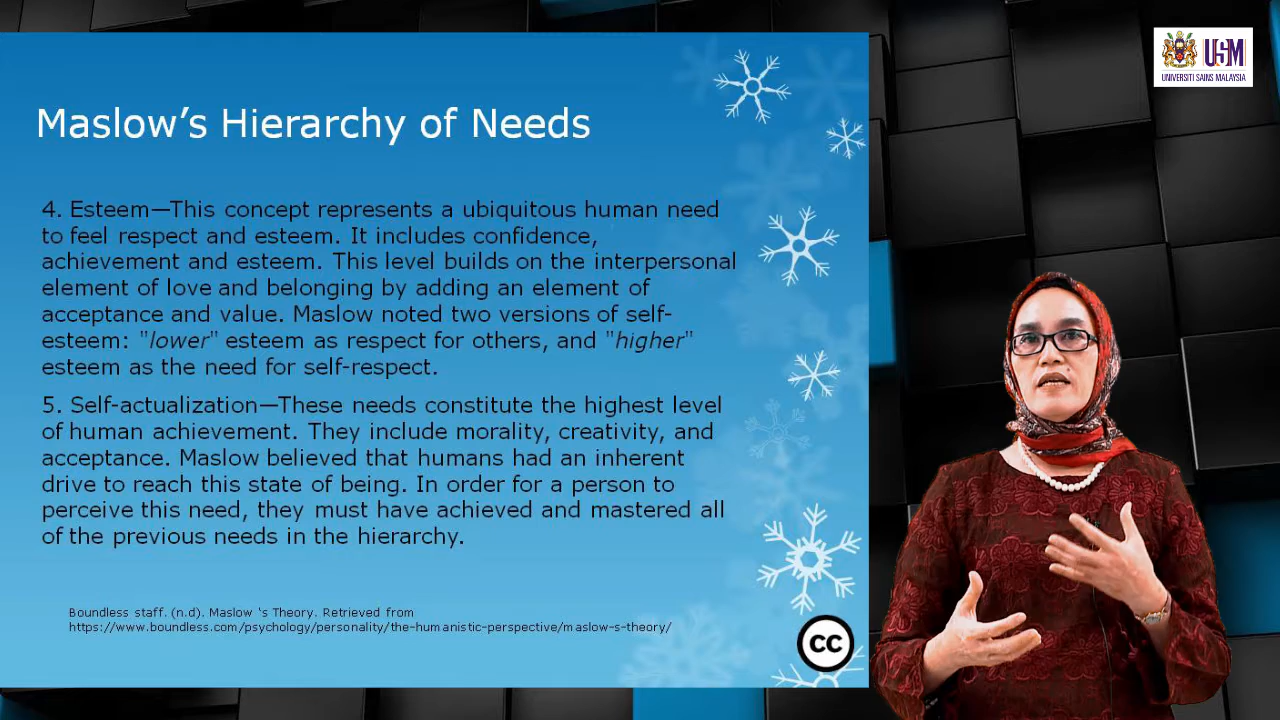 USM
UNIVERSITI SAINS MALAYSIA
Maslow’s Hierarchy of Needs
4. Esteem—This concept represents a ubiquitous human need
to feel respect and esteem. It includes confidence,
achievement and esteem. This level builds on the interpersonal
element of love and belonging by adding an element of
acceptance and value. Maslow noted two versions of self-
esteem: "lower" esteem as respect for others, and "higher"
esteem as the need for self-respect.
5. Self-actualization—These needs constitute the highest level
of human achievement. They include morality, creativity, and
acceptance. Maslow believed that humans had an inherent
drive to reach this state of being. In order for a person to
perceive this need, they must have achieved and mastered all
of the previous needs in the hierarchy.
Boundless staff. (n.d). Maslow ‘s Theory. Retrieved from
https://www.boundless.com/psychology/personality/the-humanistic-perspective/maslow-s-theory/
cc